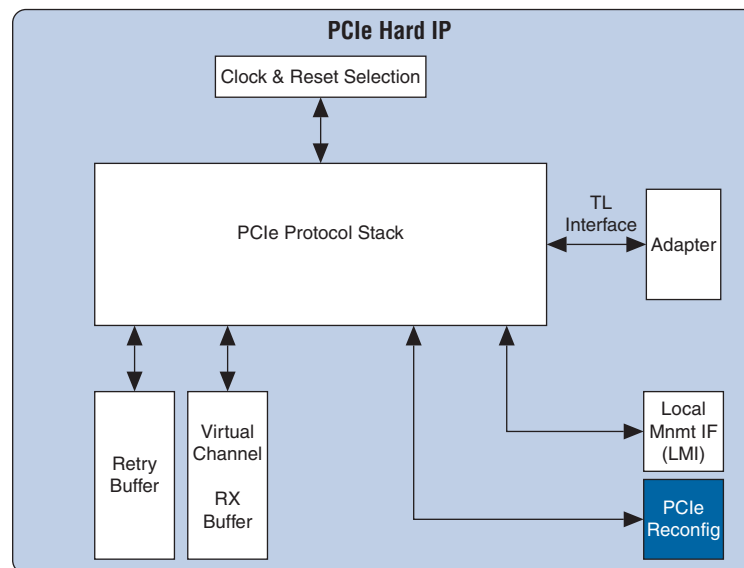 PCIe Hard IP
Clock & Reset Selection
PCIe Protocol Stack
TL
Interface
Adapter
Retry
Buffer
Virtual
Channel
RX
Buffer
Local
Mnmt IF
(LMI)
PCIe
Reconfig